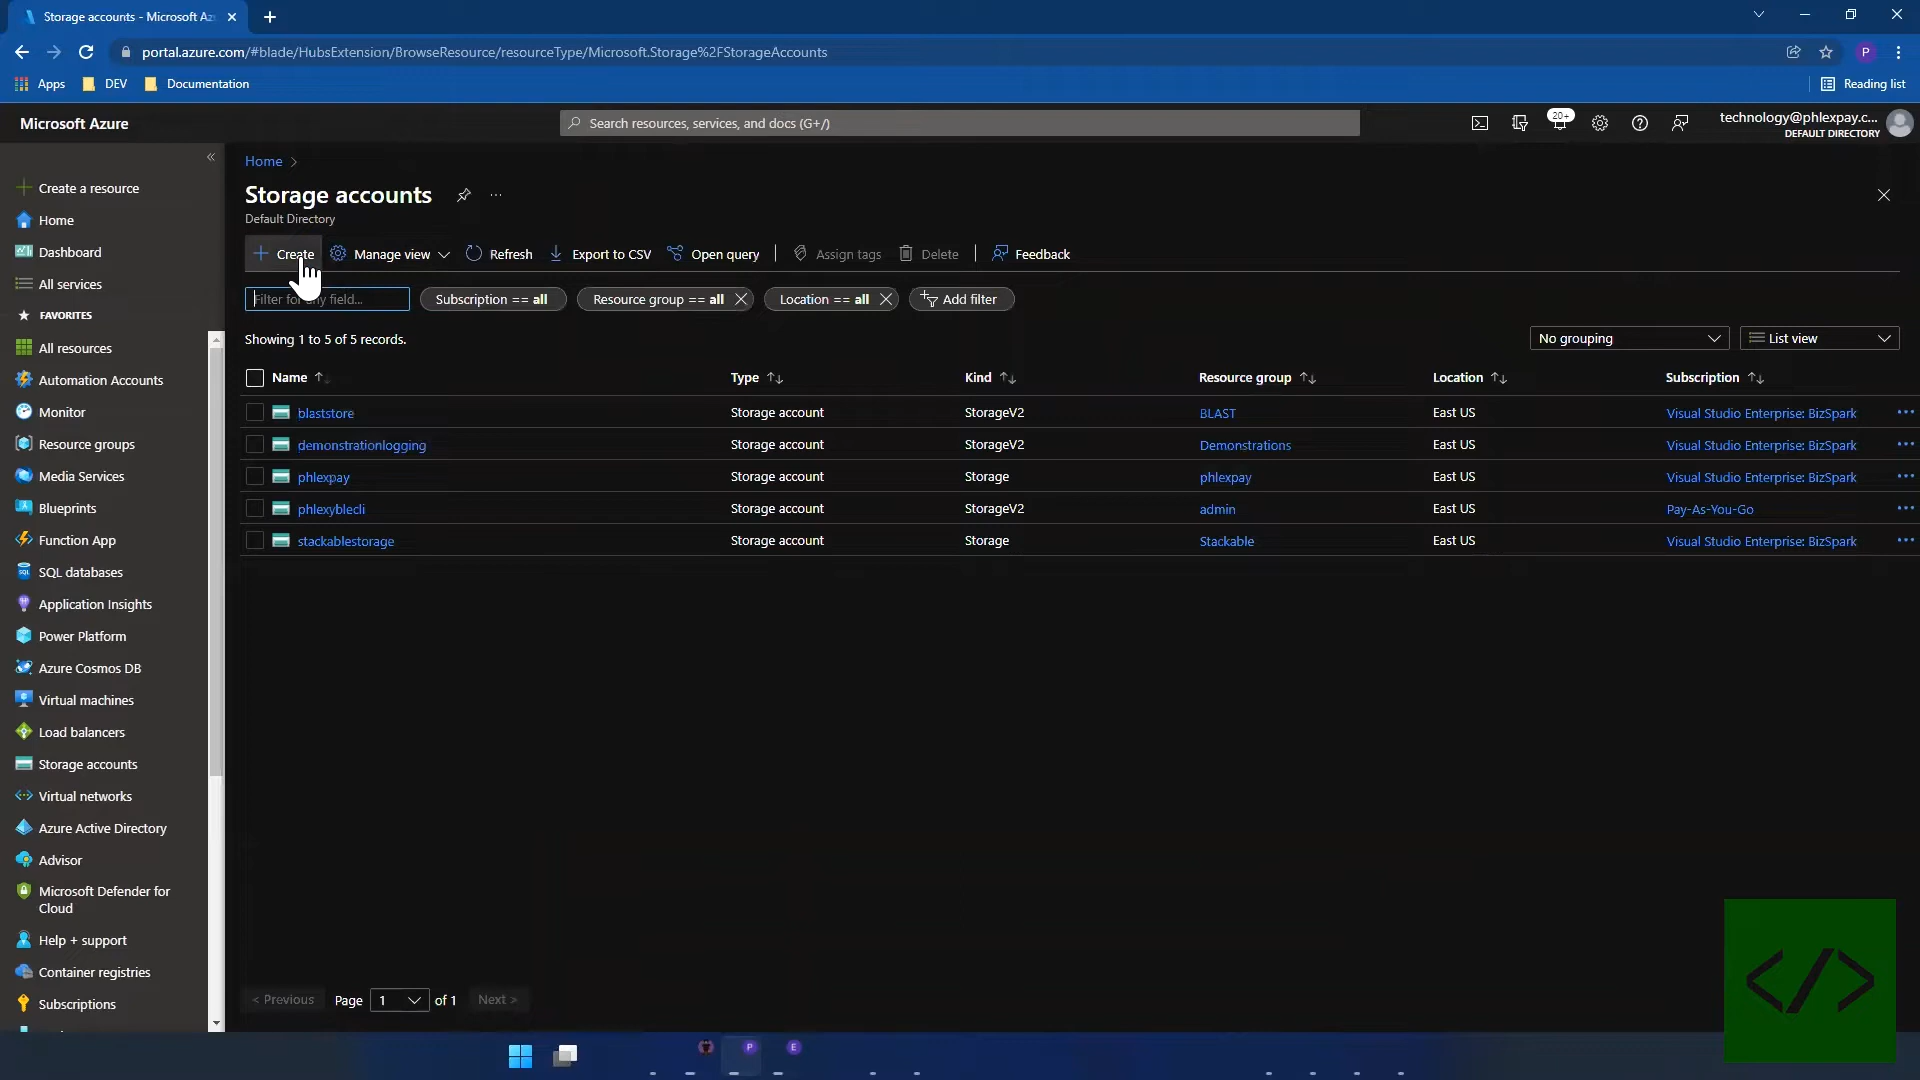 Storage accounts - Microsoft Az
portal.azure.com/#blade/HubsExtension/BrowseResource/resourceType/Microsoft.Storage%2FStorageAccounts
P
Apps DEV Documentation Reading list
Microsoft Azure
Search resources, services, and docs (G+/)
20+
technology@phlexpay.c...
DEFAULT DIRECTORY
Create a resource
Home
Dashboard
All services
FAVORITES
All resources
Automation Accounts
Monitor
Resource groups
Media Services
Blueprints
Function App
SQL databases
Application Insights
Power Platform
Azure Cosmos DB
Virtual machines
Load balancers
Storage accounts
Virtual networks
Azure Active Directory
Advisor
Microsoft Defender for
Cloud
Help + support
Container registries
Subscriptions
Home
Storage accounts
Default Directory
Create Manage view Refresh Export to CSV Open query Assign tags Delete Feedback
Filter for any field... Subscription == all Resource group == all Location == all Add filter
Showing 1 to 5 of 5 records. No grouping List view
Name Type Kind Resource group Location Subscription
blaststore Storage account StorageV2 BLAST East US Visual Studio Enterprise: BizSpark
demonstrationlogging Storage account StorageV2 Demonstrations East US Visual Studio Enterprise: BizSpark
phlexpay Storage account Storage phlexpay East US Visual Studio Enterprise: BizSpark
phlexyblecli Storage account StorageV2 admin East US Pay-As-You-Go
stackablestorage Storage account Storage Stackable East US Visual Studio Enterprise: BizSpark
< Previous Page 1 of 1 Next >
</>
P E